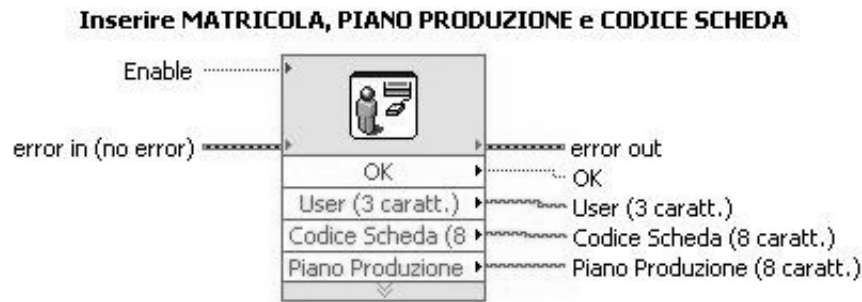 Inserire MATRICOLA, PIANO PRODUZIONE e CODICE SCHEDA
Enable
error in (no error)
error out
OK
OK
User (3 caratt.)
User (3 caratt.)
Codice Scheda (8
Codice Scheda (8 caratt.)
Piano Produzione
Piano Produzione (8 caratt.)